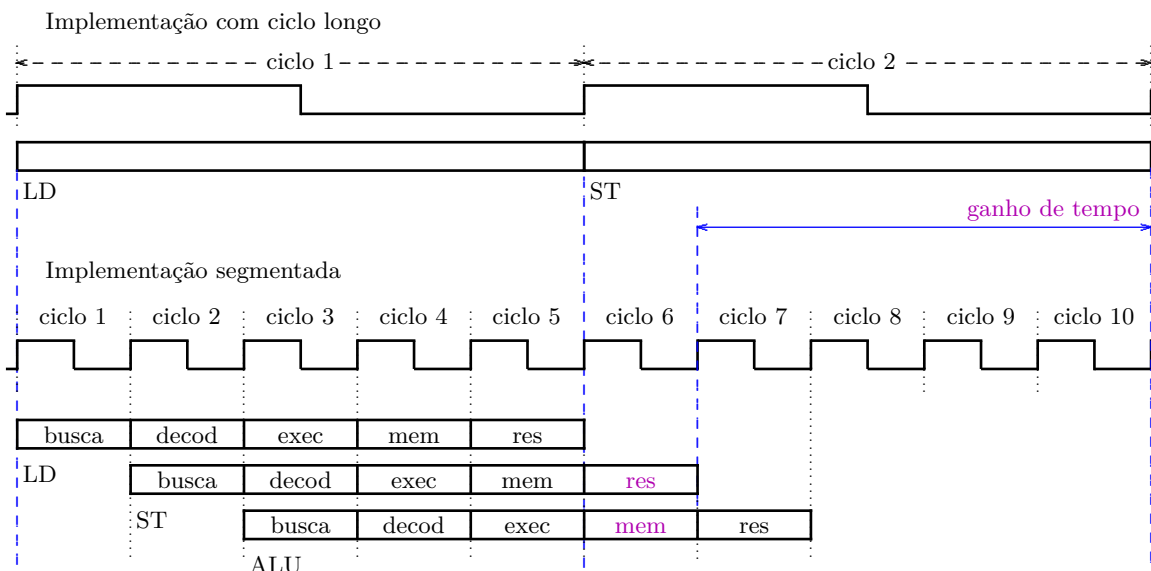 Implementação com ciclo longo
ciclo 1 ciclo 2
LD ST
ganho de tempo
Implementação segmentada
ciclo 1 ciclo 2 ciclo 3 ciclo 4 ciclo 5 ciclo 6 ciclo 7 ciclo 8 ciclo 9 ciclo 10
busca decod exec mem res
LD busca decod exec mem res
ST busca decod exec mem res
ALU